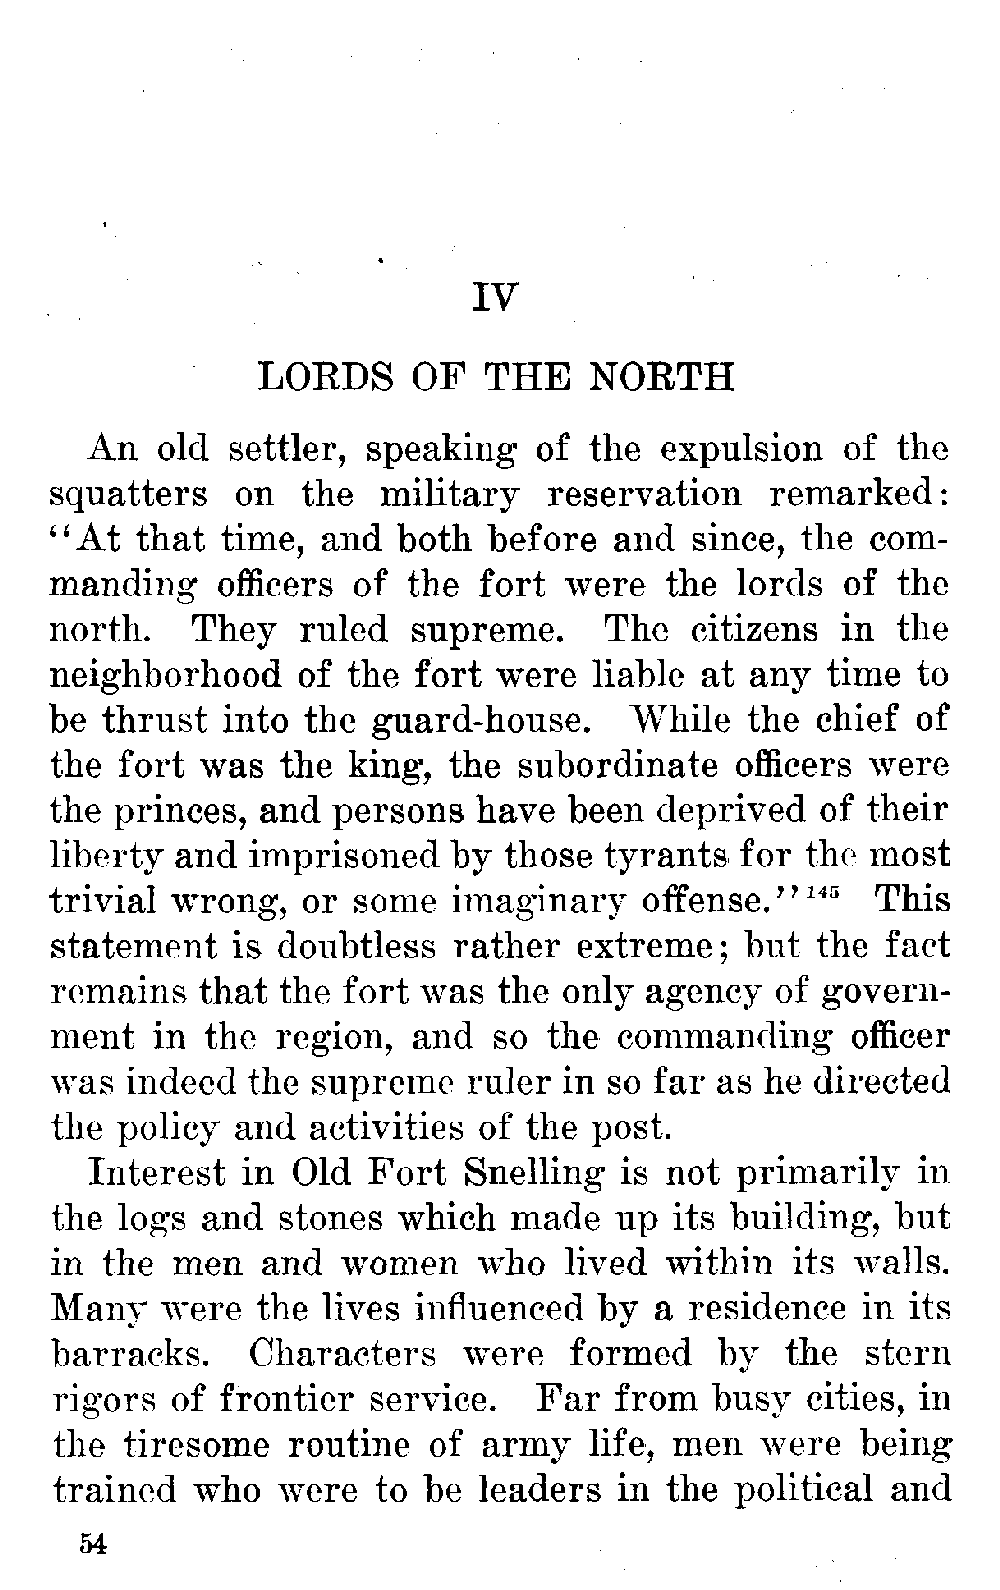 IV
LORDS OF THE NORTH
An old settler, speaking of the expulsion of the
squatters on the military reservation remarked:
"At that time, and both before and since, the com-
manding officers of the fort were the lords of the
north. They ruled supreme. The citizens in the
neighborhood of the fort were liable at any time to
be thrust into the guard-house. While the chief of
the fort was the king, the subordinate officers were
the princes, and persons have been deprived of their
liberty and imprisoned by those tyrants for the most
trivial wrong, or some imaginary offense."¹⁴⁵ This
statement is doubtless rather extreme; but the fact
remains that the fort was the only agency of govern-
ment in the region, and so the commanding officer
was indeed the supreme ruler in so far as he directed
the policy and activities of the post.
Interest in Old Fort Snelling is not primarily in
the logs and stones which made up its building, but
in the men and women who lived within its walls.
Many were the lives influenced by a residence in its
barracks. Characters were formed by the stern
rigors of frontier service. Far from busy cities, in
the tiresome routine of army life, men were being
trained who were to be leaders in the political and
54